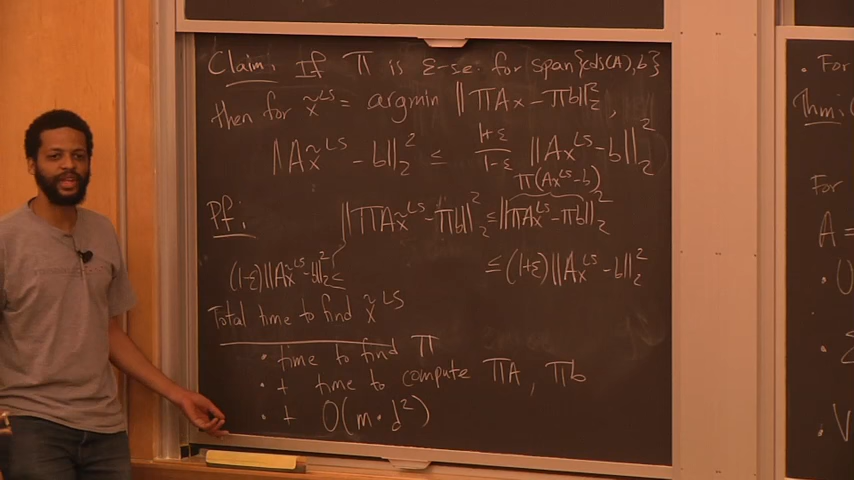 Claim: If Π is ε-se. for span{cols(A), b}
then for x̃^LS = argmin ‖ΠAx - Πb‖₂²,
‖Ax̃^LS - b‖₂² ≤ (1+ε)/(1-ε) ‖Ax^LS - b‖₂²
Π(Ax^LS - b)
Pf: ‖ΠAx̃^LS - Πb‖₂² ≤ ‖ΠAx^LS - Πb‖₂²
(1-ε)‖Ax̃^LS - b‖₂² ≤ ≤ (1+ε)‖Ax^LS - b‖₂²
Total time to find x̃^LS
• time to find Π
• + time to compute ΠA, Πb
• + O(m·d²)
• For
Thm: (
For
A =
• U
• Σ
• V